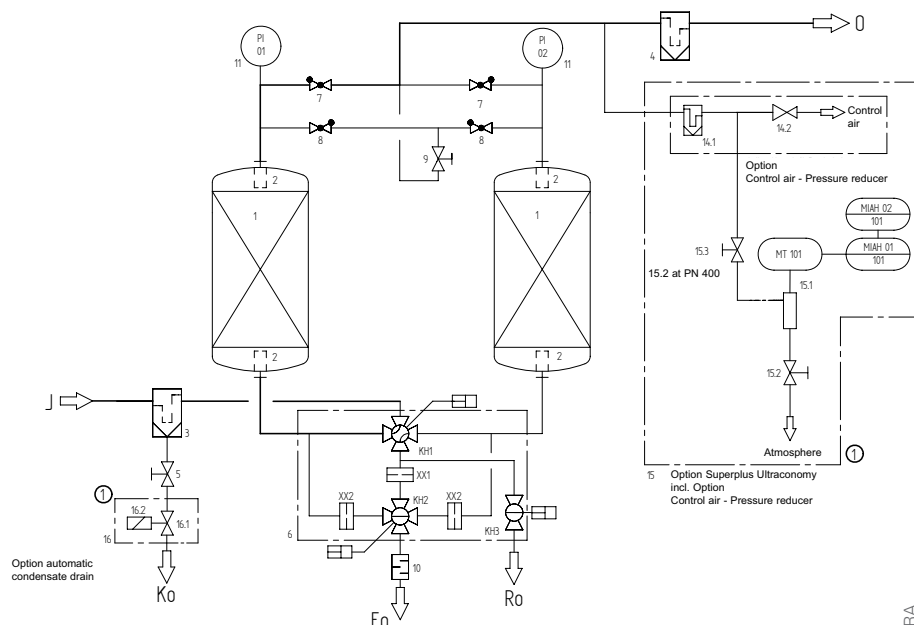 PI
01
11
PI
02
11
7
7
8
8
9
4
O
14.1
14.2
Control
air
Option
Control air - Pressure reducer
2
1
2
2
1
2
15.3
15.2 at PN 400
MT 101
MIAH 02
101
MIAH 01
101
15.1
15.2
Atmosphere
1
15
Option Superplus Ultraconomy
incl. Option
Control air - Pressure reducer
J
3
5
1
16.2
16.1
16
Option automatic
condensate drain
Ko
KH1
XX1
XX2
KH2
XX2
KH3
6
10
Eo
Ro
RA